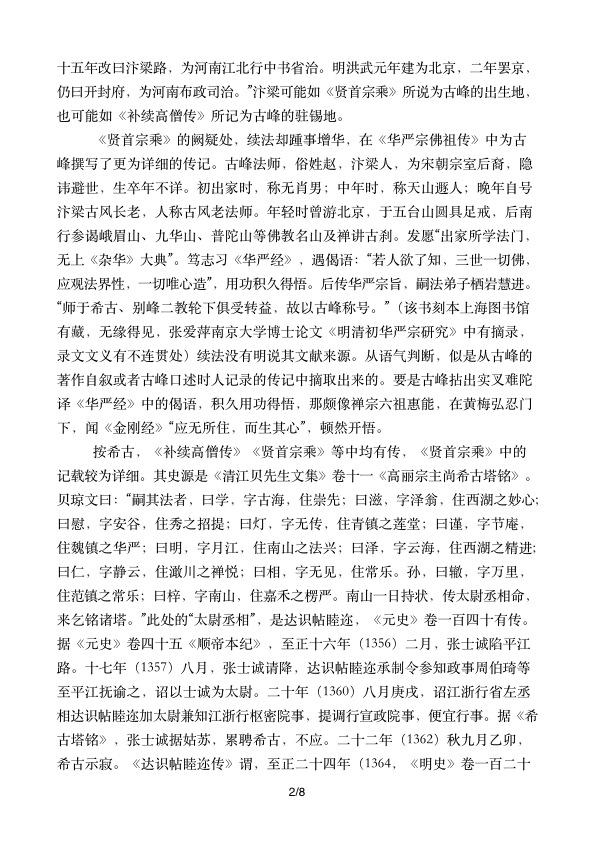 十五年改曰汴梁路，为河南江北行中书省治。明洪武元年建为北京，二年罢京，
仍曰开封府，为河南布政司治。”汴梁可能如《贤首宗乘》所说为古峰的出生地，
也可能如《补续高僧传》所记为古峰的驻锡地。
《贤首宗乘》的阙疑处，续法却踵事增华，在《华严宗佛祖传》中为古
峰撰写了更为详细的传记。古峰法师，俗姓赵，汴梁人，为宋朝宗室后裔，隐
讳避世，生卒年不详。初出家时，称无肖男；中年时，称天山遯人；晚年自号
汴梁古风长老，人称古风老法师。年轻时曾游北京，于五台山圆具足戒，后南
行参谒峨眉山、九华山、普陀山等佛教名山及禅讲古刹。发愿“出家所学法门，
无上《杂华》大典”。笃志习《华严经》，遇偈语：“若人欲了知，三世一切佛，
应观法界性，一切唯心造”，用功积久得悟。后传华严宗旨，嗣法弟子栖岩慧进。
“师于希古、别峰二教轮下俱受转益，故以古峰称号。”（该书刻本上海图书馆
有藏，无缘得见，张爱萍南京大学博士论文《明清初华严宗研究》中有摘录，
录文文义有不连贯处）续法没有明说其文献来源。从语气判断，似是从古峰的
著作自叙或者古峰口述时人记录的传记中摘取出来的。要是古峰拈出实叉难陀
译《华严经》中的偈语，积久用功得悟，那颇像禅宗六祖惠能，在黄梅弘忍门
下，闻《金刚经》“应无所住，而生其心”，顿然开悟。
按希古，《补续高僧传》《贤首宗乘》等中均有传，《贤首宗乘》中的
记载较为详细。其史源是《清江贝先生文集》卷十一《高丽宗主尚希古塔铭》。
贝琼文曰：“嗣其法者，曰学，字古海，住崇先；曰滋，字泽翁，住西湖之妙心；
曰慰，字安谷，住秀之招提；曰灯，字无传，住青镇之莲堂；曰谨，字节庵，
住魏镇之华严；曰明，字月江，住南山之法兴；曰泽，字云海，住西湖之精进；
曰仁，字静云，住澉川之禅悦；曰相，字无见，住常乐。孙，曰辙，字万里，
住范镇之常乐；曰梓，字南山，住嘉禾之楞严。南山一日持状，传太尉丞相命，
来乞铭诸塔。”此处的“太尉丞相”，是达识帖睦迩，《元史》卷一百四十有传。
据《元史》卷四十五《顺帝本纪》，至正十六年（1356）二月，张士诚陷平江
路。十七年（1357）八月，张士诚请降，达识帖睦迩承制令参知政事周伯琦等
至平江抚谕之，诏以士诚为太尉。二十年（1360）八月庚戌，诏江浙行省左丞
相达识帖睦迩加太尉兼知江浙行枢密院事，提调行宣政院事，便宜行事。据《希
古塔铭》，张士诚据姑苏，累聘希古，不应。二十二年（1362）秋九月乙卯，
希古示寂。《达识帖睦迩传》谓，至正二十四年（1364，《明史》卷一百二十
2/8